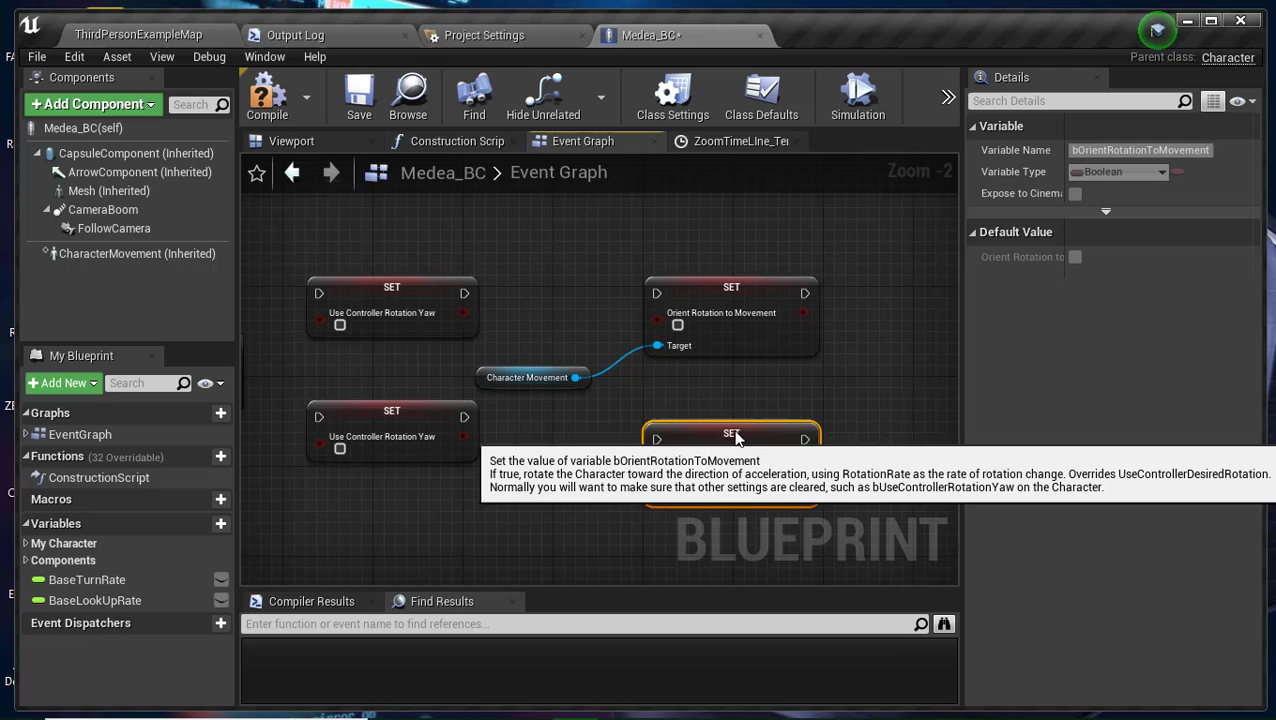 ThirdPersonExampleMap
Output Log
Project Settings
Medea_BC*
File Edit Asset View Debug Window Help
Parent class: Character
Components
+ Add Component
Search
Medea_BC(self)
CapsuleComponent (Inherited)
ArrowComponent (Inherited)
Mesh (Inherited)
CameraBoom
FollowCamera
CharacterMovement (Inherited)
Compile
Save
Browse
Find
Hide Unrelated
Class Settings
Class Defaults
Simulation
Viewport
Construction Scrip
Event Graph
ZoomTimeLIne_Te
Medea_BC > Event Graph
Zoom -2
SET
Use Controller Rotation Yaw
SET
Orient Rotation to Movement
Target
Character Movement
SET
Use Controller Rotation Yaw
SET
Set the value of variable bOrientRotationToMovement
If true, rotate the Character toward the direction of acceleration, using RotationRate as the rate of rotation change. Overrides UseControllerDesiredRotation.
Normally you will want to make sure that other settings are cleared, such as bUseControllerRotationYaw on the Character.
BLUEPRINT
My Blueprint
+ Add New
Search
Graphs
EventGraph
Functions (32 Overridable)
ConstructionScript
Macros
Variables
My Character
Components
BaseTurnRate
BaseLookUpRate
Event Dispatchers
Compiler Results
Find Results
Enter function or event name to find references...
Details
Search Details
Variable
Variable Name bOrientRotationToMovement
Variable Type Boolean
Expose to Cinema
Default Value
Orient Rotation to